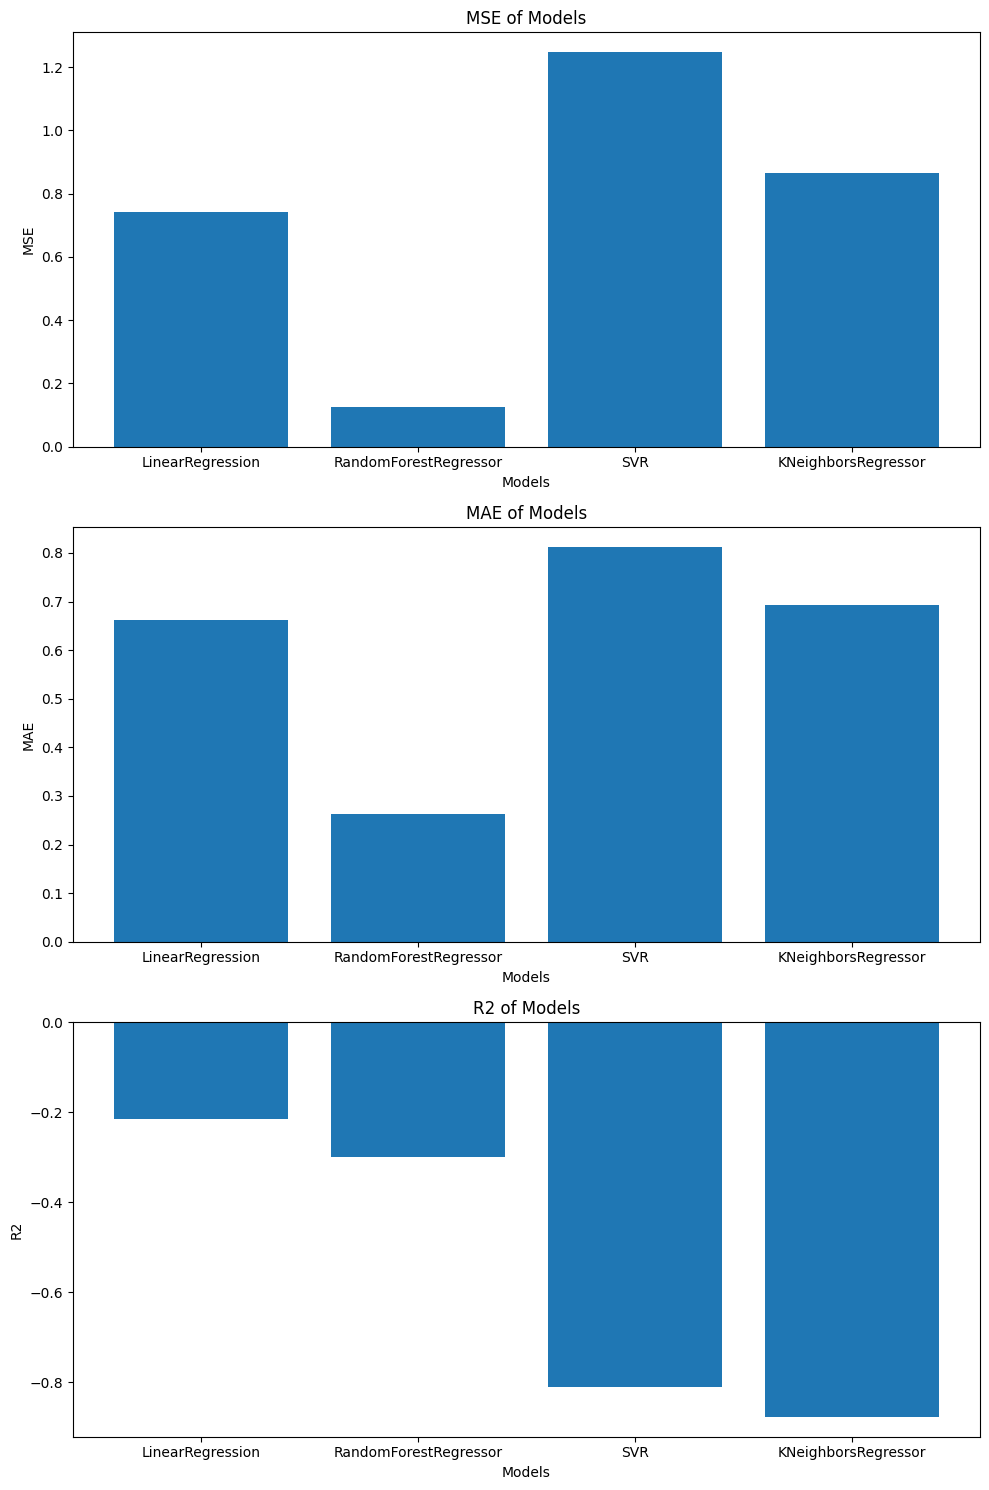 MSE of Models
1.2
1.0
0.8
0.6
0.4
0.2
0.0
MSE
LinearRegression RandomForestRegressor SVR KNeighborsRegressor
Models
MAE of Models
0.8
0.7
0.6
0.5
0.4
0.3
0.2
0.1
0.0
MAE
LinearRegression RandomForestRegressor SVR KNeighborsRegressor
Models
R2 of Models
0.0
−0.2
−0.4
−0.6
−0.8
R2
LinearRegression RandomForestRegressor SVR KNeighborsRegressor
Models